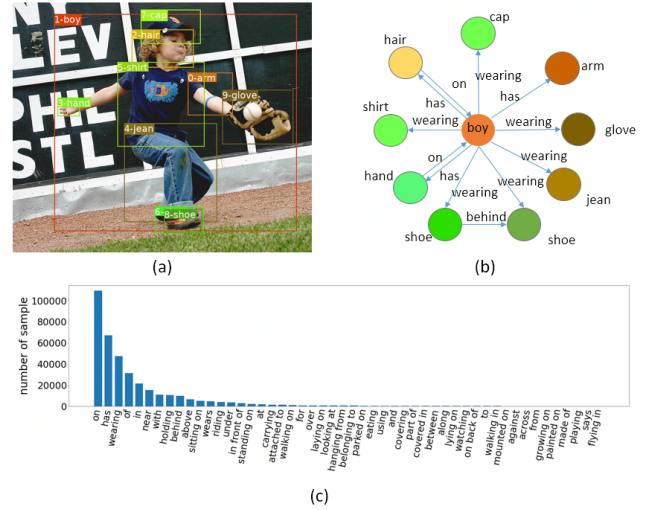 NY
LEV
PHIL
STL
1-boy
7-cap
2-hair
5-shirt
0-arm
3-hand
9-glove
4-jean
8-shoe
(a)
cap
hair
arm
on
wearing
has
has
shirt
wearing
boy
wearing
glove
on
wearing
hand
has
wearing
jean
wearing
behind
shoe
shoe
(b)
number of sample
100000
80000
60000
40000
20000
0
on
has
wearing
of
in
near
with
holding
behind
above
sitting on
wears
riding
under
in front of
standing on
at
carrying
attached to
walking on
for
over
laying on
looking at
hanging from
belonging to
parked on
eating
using
and
covering
part of
covered in
between
along
lying on
watching
on back of
to
walking in
mounted on
against
across
from
growing on
painted on
made of
playing
says
flying in
(c)